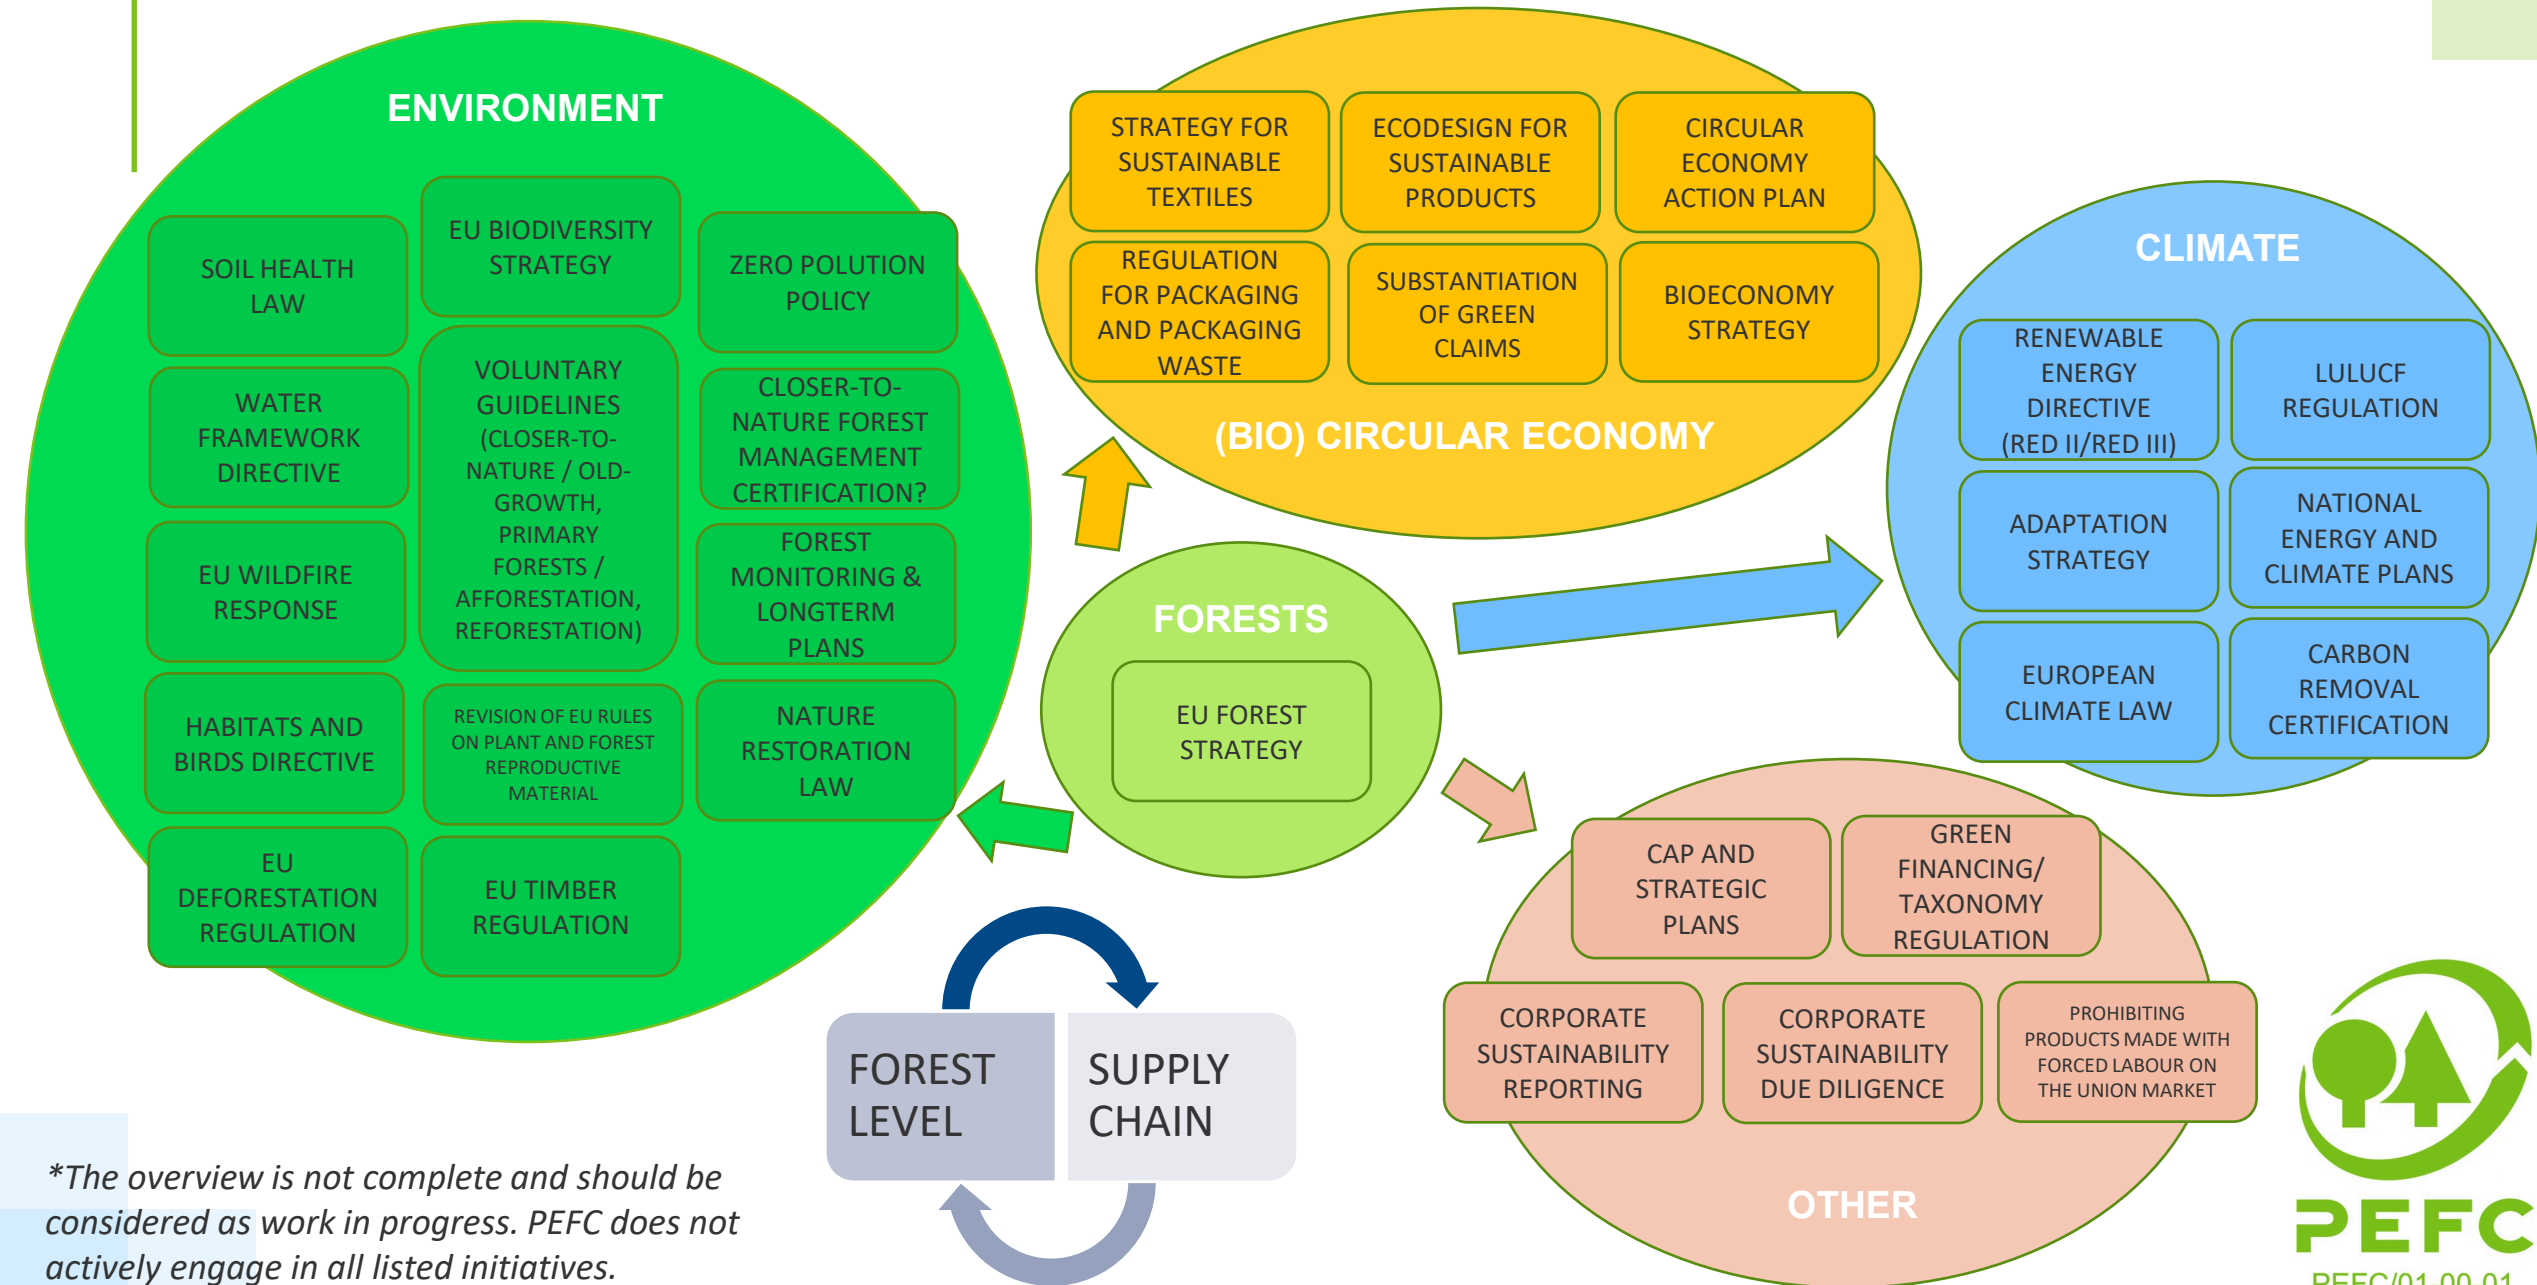 ENVIRONMENT
SOIL HEALTH
LAW
EU BIODIVERSITY
STRATEGY
ZERO POLUTION
POLICY
WATER
FRAMEWORK
DIRECTIVE
VOLUNTARY
GUIDELINES
(CLOSER-TO-
NATURE / OLD-
GROWTH,
PRIMARY
FORESTS /
AFFORESTATION,
REFORESTATION)
CLOSER-TO-
NATURE FOREST
MANAGEMENT
CERTIFICATION?
EU WILDFIRE
RESPONSE
FOREST
MONITORING &
LONGTERM
PLANS
HABITATS AND
BIRDS DIRECTIVE
REVISION OF EU RULES
ON PLANT AND FOREST
REPRODUCTIVE
MATERIAL
NATURE
RESTORATION
LAW
EU
DEFORESTATION
REGULATION
EU TIMBER
REGULATION
STRATEGY FOR
SUSTAINABLE
TEXTILES
ECODESIGN FOR
SUSTAINABLE
PRODUCTS
CIRCULAR
ECONOMY
ACTION PLAN
REGULATION
FOR PACKAGING
AND PACKAGING
WASTE
SUBSTANTIATION
OF GREEN
CLAIMS
BIOECONOMY
STRATEGY
(BIO) CIRCULAR ECONOMY
CLIMATE
RENEWABLE
ENERGY
DIRECTIVE
(RED II/RED III)
LULUCF
REGULATION
ADAPTATION
STRATEGY
NATIONAL
ENERGY AND
CLIMATE PLANS
EUROPEAN
CLIMATE LAW
CARBON
REMOVAL
CERTIFICATION
FORESTS
EU FOREST
STRATEGY
CAP AND
STRATEGIC
PLANS
GREEN
FINANCING/
TAXONOMY
REGULATION
CORPORATE
SUSTAINABILITY
REPORTING
CORPORATE
SUSTAINABILITY
DUE DILIGENCE
PROHIBITING
PRODUCTS MADE WITH
FORCED LABOUR ON
THE UNION MARKET
OTHER
FOREST
LEVEL
SUPPLY
CHAIN
*The overview is not complete and should be
considered as work in progress. PEFC does not
actively engage in all listed initiatives.
PEFC
PEFC/01-00-01